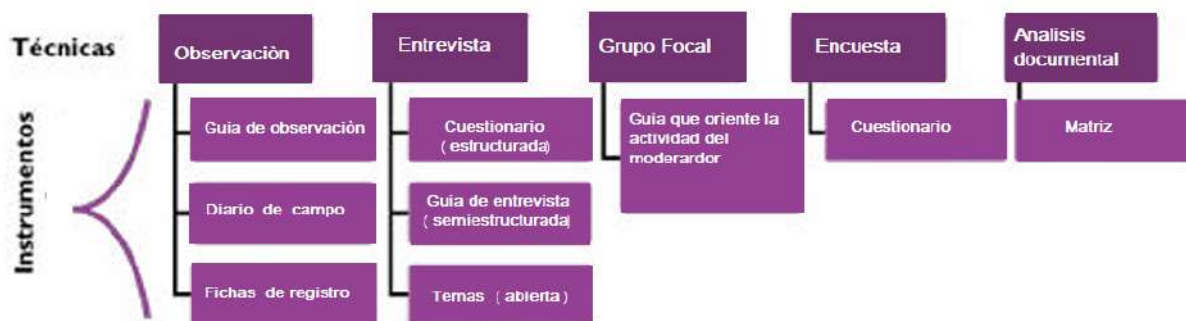 Técnicas
Observaciòn
Entrevista
Grupo Focal
Encuesta
Analisis
documental
Instrumentos
Guia de observaciòn
Diario de campo
Fichas de registro
Cuestionario
( estructurada)
Guia de entrevista
( semiestructurada)
Temas ( abierta )
Guia que oriente la
actividad del
moderardor
Cuestionario
Matriz